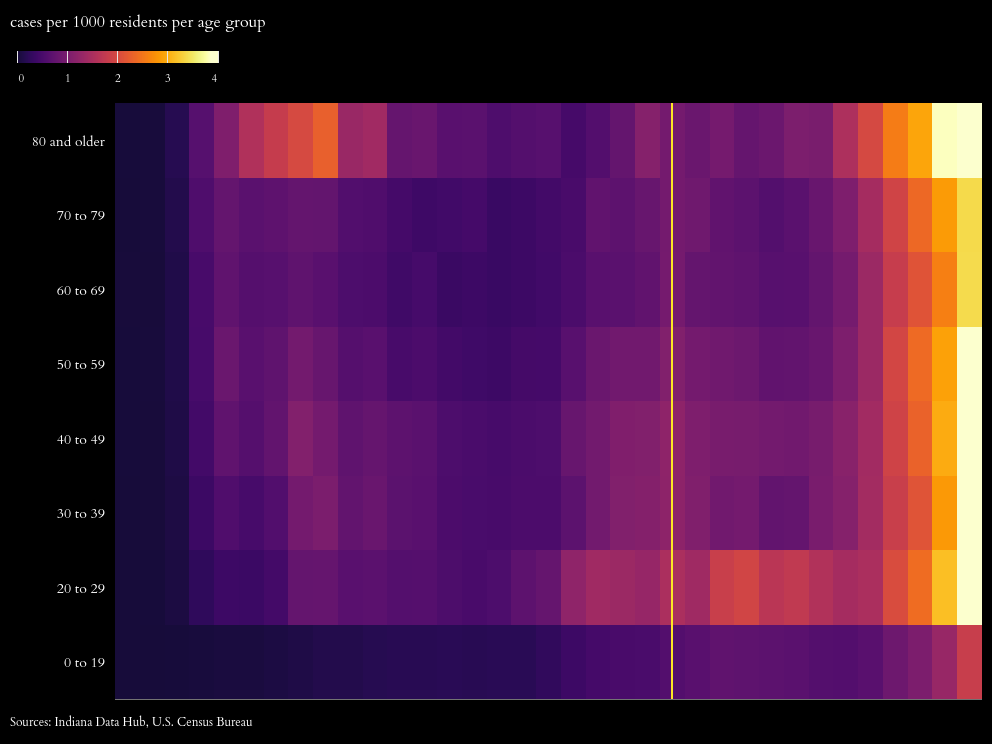 cases per 1000 residents per age group
0 1 2 3 4
80 and older
70 to 79
60 to 69
50 to 59
40 to 49
30 to 39
20 to 29
0 to 19
Sources: Indiana Data Hub, U.S. Census Bureau